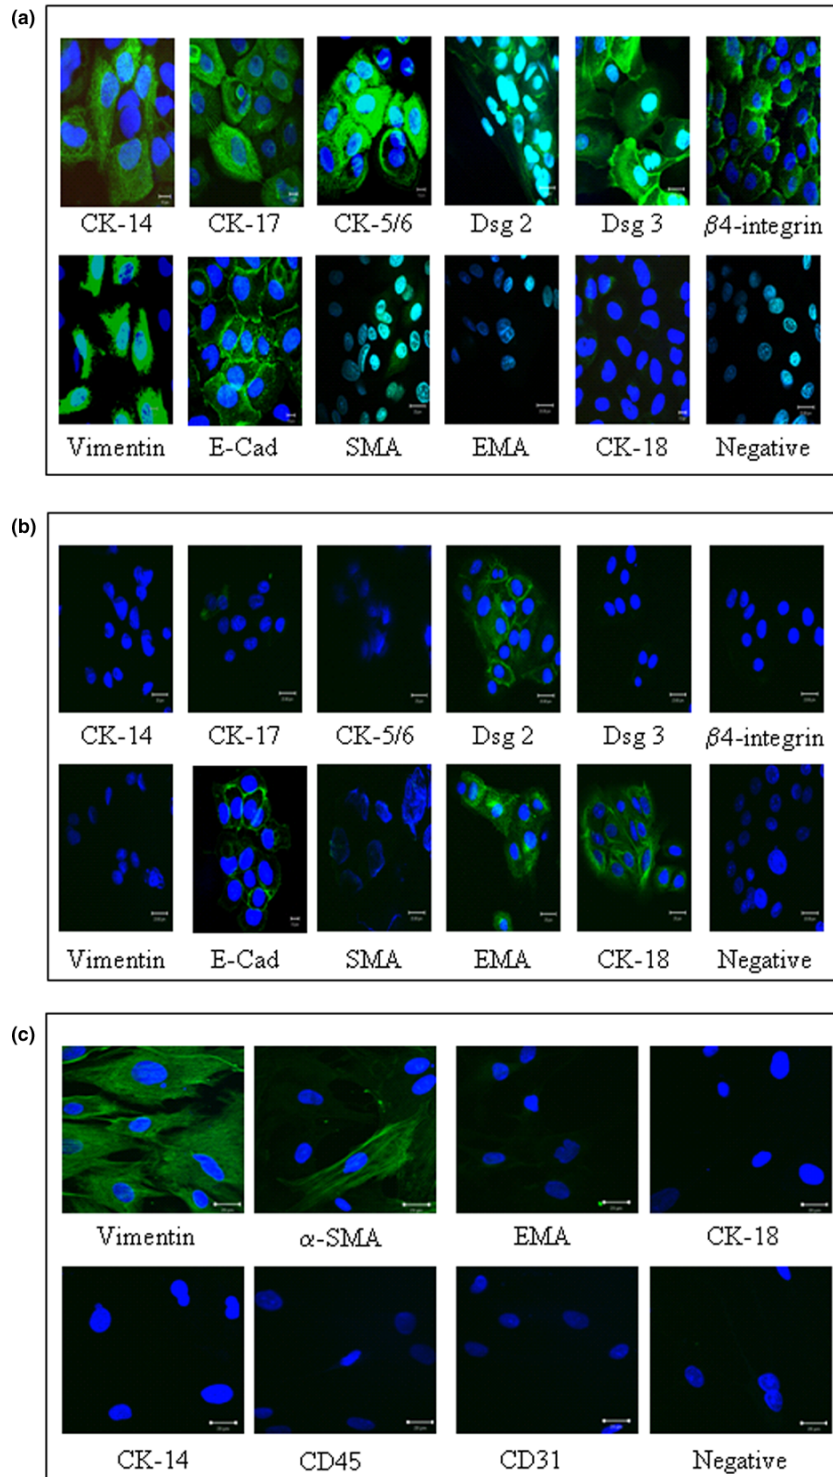 (a)
CK-14 CK-17 CK-5/6 Dsg 2 Dsg 3 β4-integrin
Vimentin E-Cad SMA EMA CK-18 Negative
(b)
CK-14 CK-17 CK-5/6 Dsg 2 Dsg 3 β4-integrin
Vimentin E-Cad SMA EMA CK-18 Negative
(c)
Vimentin α-SMA EMA CK-18
CK-14 CD45 CD31 Negative